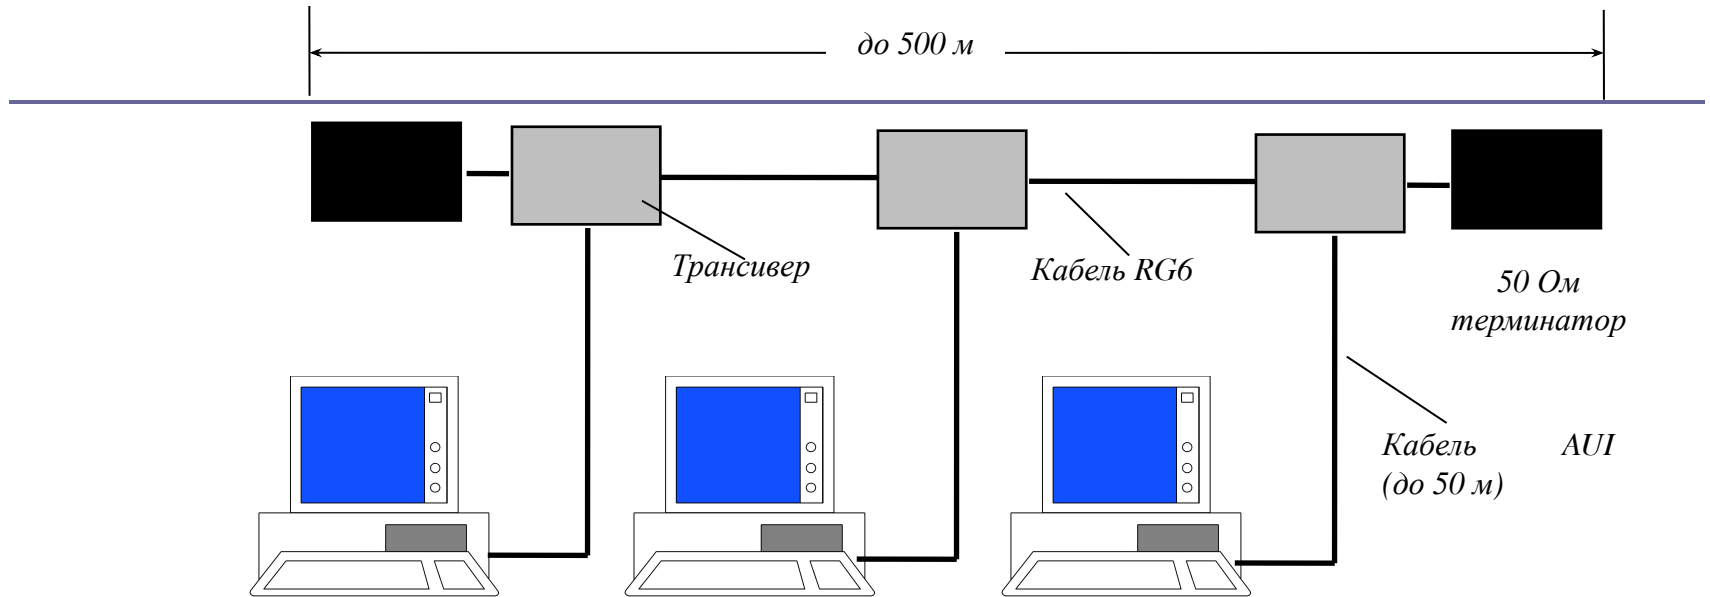 до 500 м
Трансивер
Кабель RG6
50 Ом
терминатор
Кабель AUI
(до 50 м)